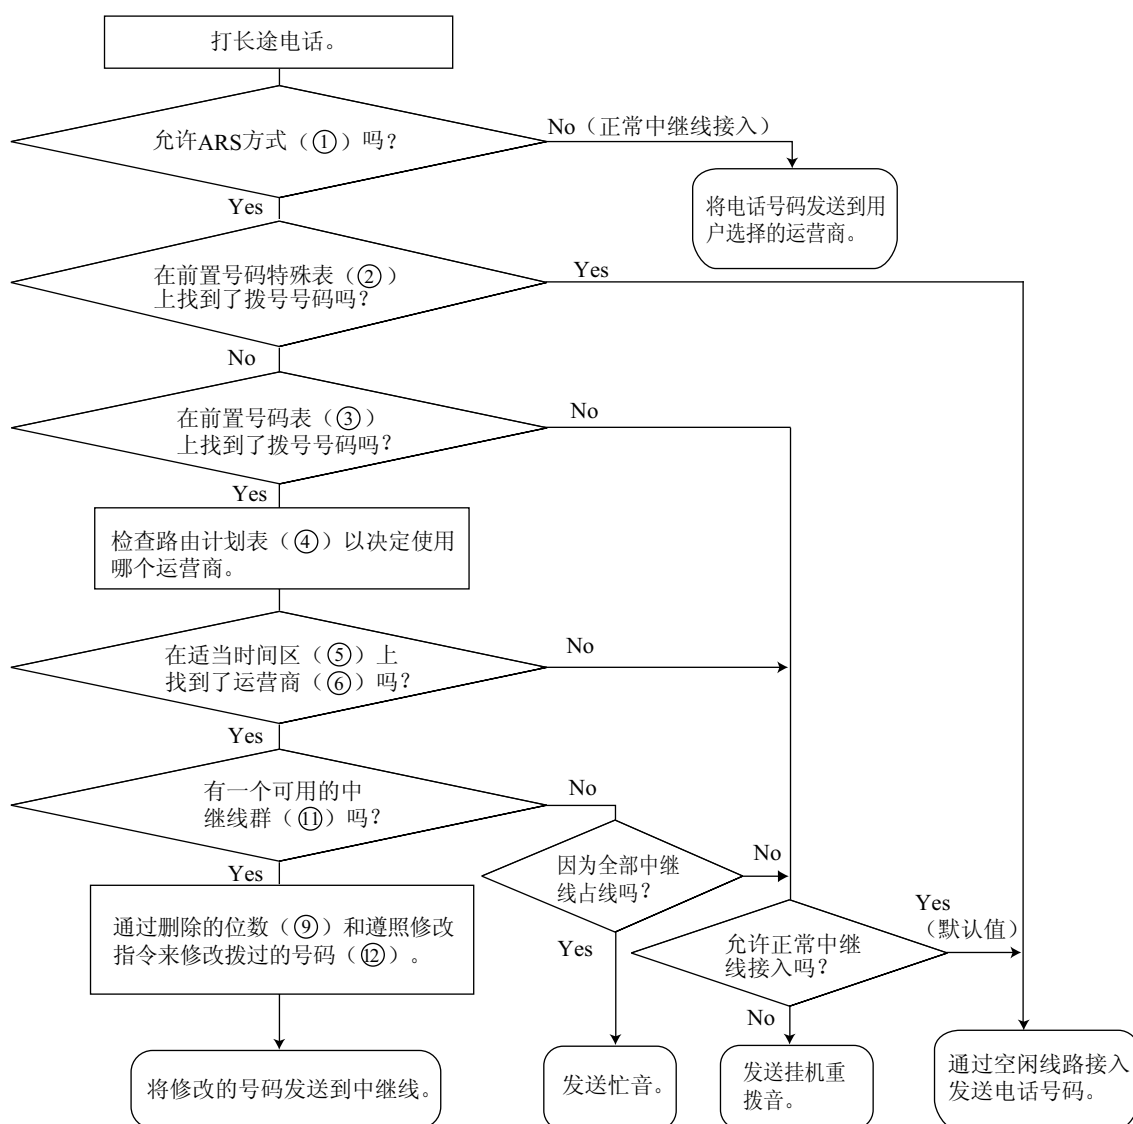 打长途电话。
允许ARS方式（①）吗？
No（正常中继线接入）
将电话号码发送到用
户选择的运营商。
Yes
在前置号码特殊表（②）
上找到了拨号号码吗？
Yes
No
在前置号码表（③）
上找到了拨号号码吗？
No
Yes
检查路由计划表（④）以决定使用
哪个运营商。
在适当时间区（⑤）上
找到了运营商（⑥）吗？
No
Yes
有一个可用的中
继线群（⑪）吗？
No
因为全部中继
线占线吗？
No
Yes
通过删除的位数（⑨）和遵照修改
指令来修改拨过的号码（⑫）。
Yes
允许正常中继
线接入吗？
Yes
（默认值）
No
将修改的号码发送到中继线。
发送忙音。
发送挂机重
拨音。
通过空闲线路接入
发送电话号码。